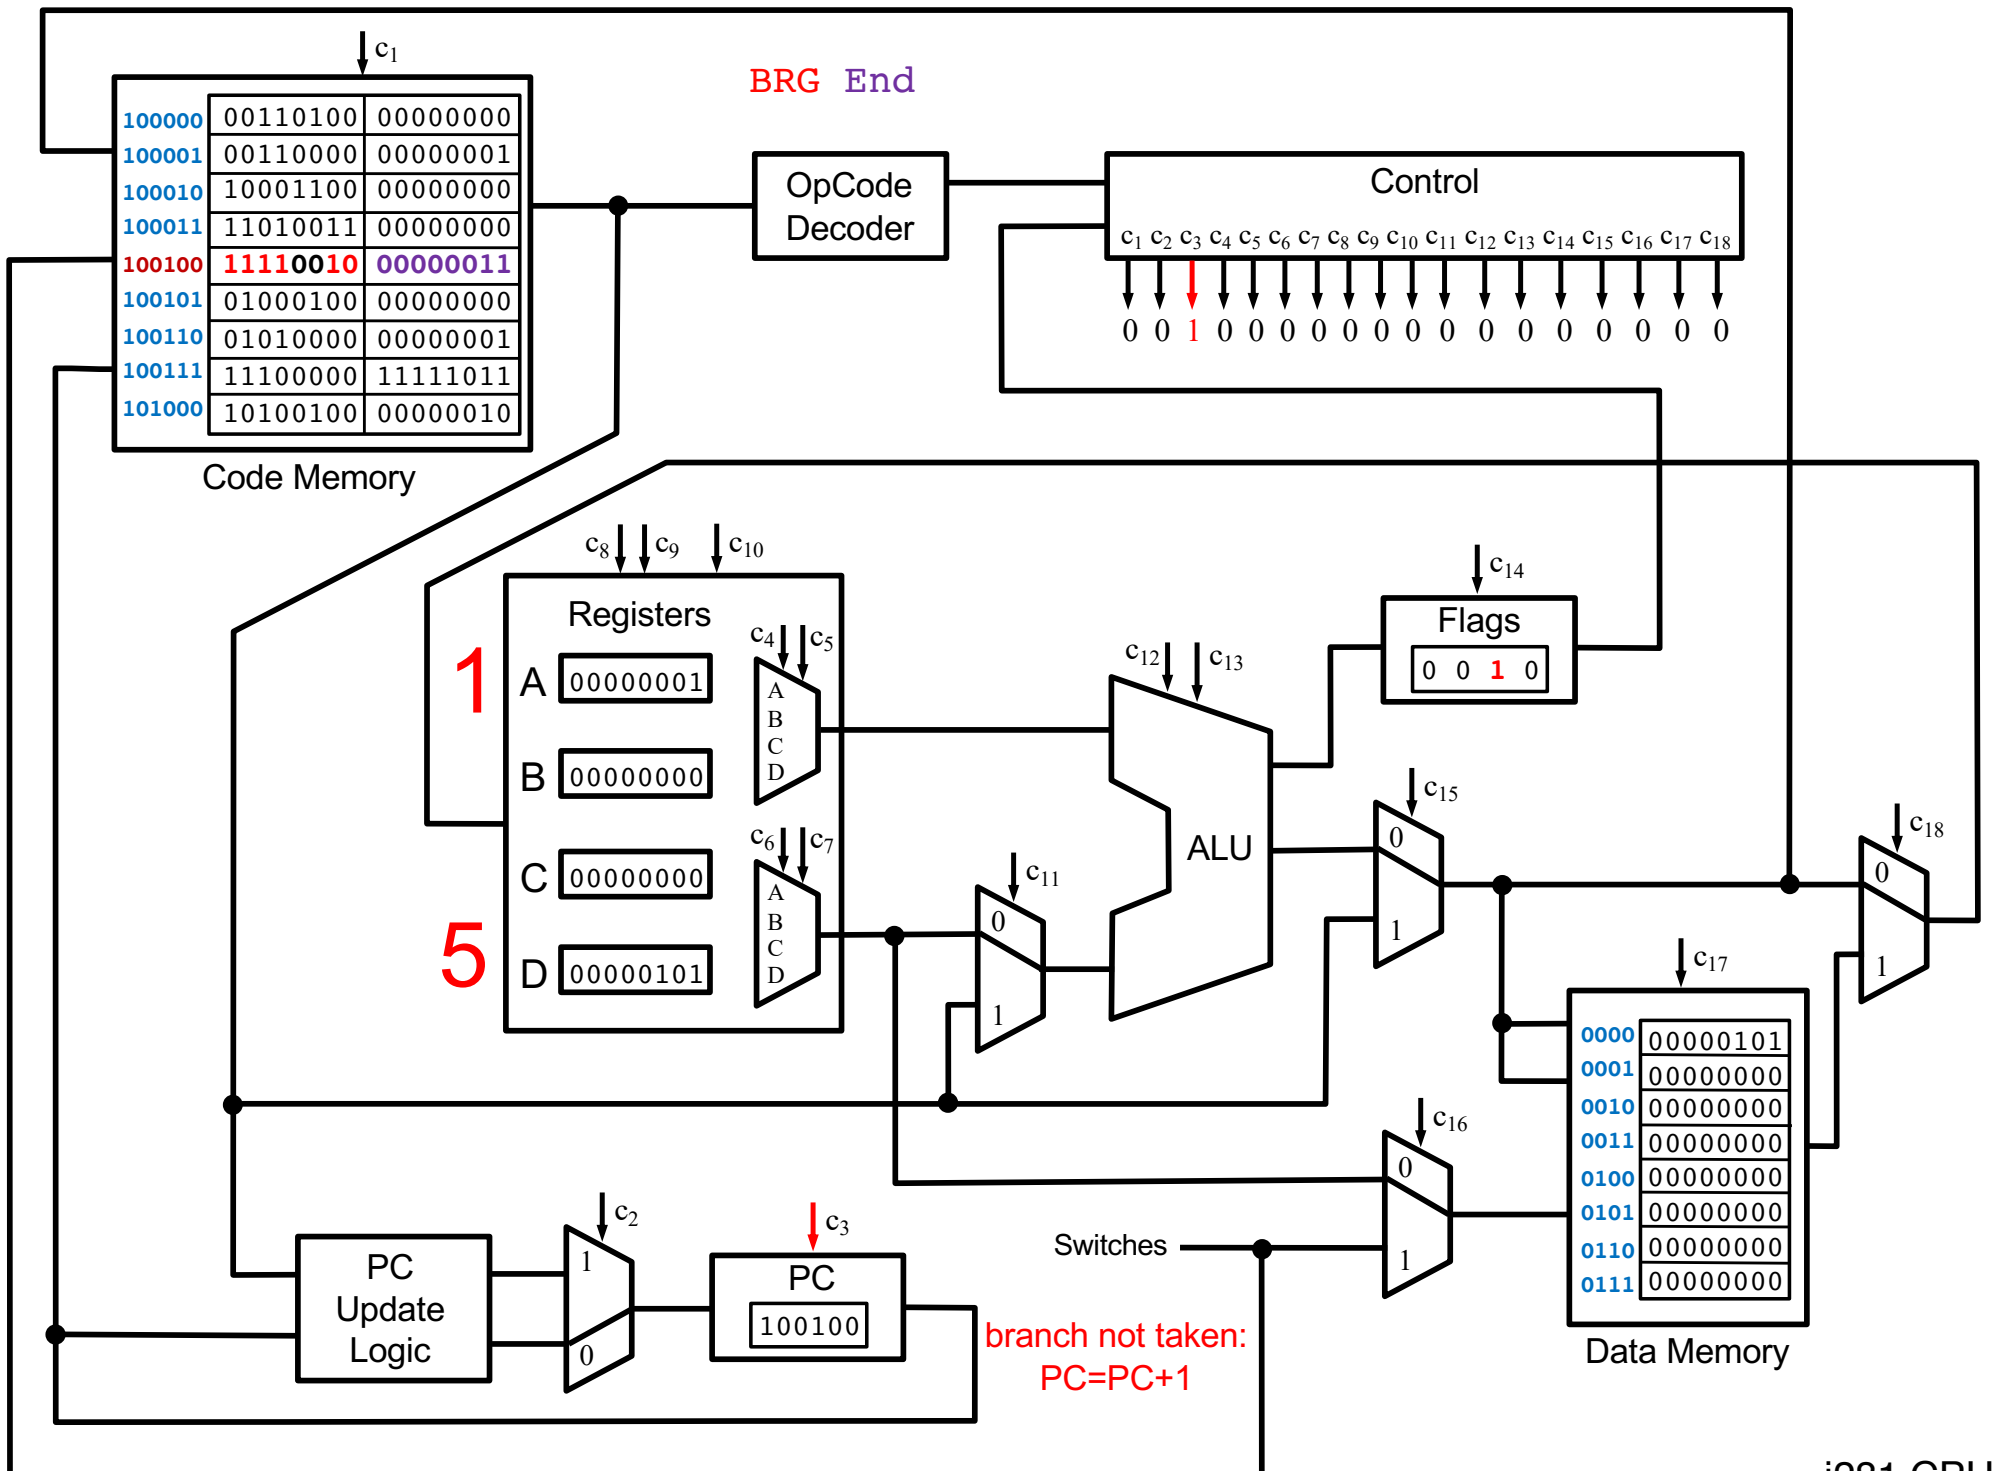 c1
BRG End
100000 00110100 00000000
100001 00110000 00000001
100010 10001100 00000000
100011 11010011 00000000
100100 11110010 00000011
100101 01000100 00000000
100110 01010000 00000001
100111 11100000 11111011
101000 10100100 00000010
Code Memory
OpCode
Decoder
Control
c1 c2 c3 c4 c5 c6 c7 c8 c9 c10 c11 c12 c13 c14 c15 c16 c17 c18
0 0 1 0 0 0 0 0 0 0 0 0 0 0 0 0 0 0
c8 c9 c10
Registers
1
A 00000001
B 00000000
C 00000000
5
D 00000101
c4 c5
A
B
C
D
c6 c7
A
B
C
D
c11
0
1
c12 c13
ALU
c14
Flags
0 0 1 0
c15
0
1
c18
0
1
c17
0000 00000101
0001 00000000
0010 00000000
0011 00000000
0100 00000000
0101 00000000
0110 00000000
0111 00000000
Data Memory
c16
0
1
Switches
PC
Update
Logic
c2
1
0
c3
PC
100100
branch not taken:
PC=PC+1